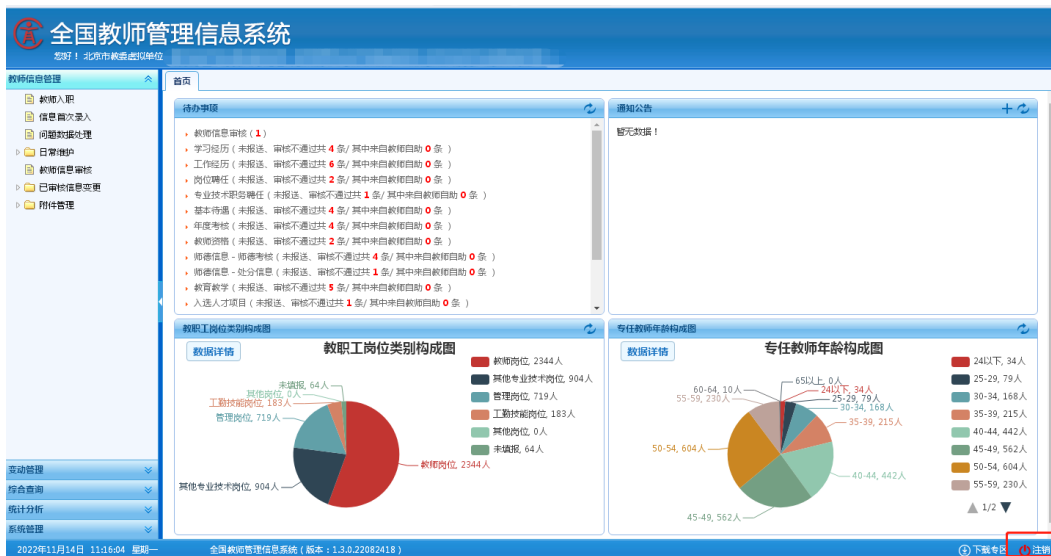 全国教师管理信息系统
您好！ 北京市教委虚拟单位
教师信息管理
教师入职
信息首次录入
问题数据处理
日常维护
教师信息审核
已审核信息变更
附件管理
变动管理
综合查询
统计分析
系统管理
首页
待办事项
教师信息审核（1）
学习经历（未报送、审核不通过共 4 条/ 其中来自教师自助 0 条 ）
工作经历（未报送、审核不通过共 6 条/ 其中来自教师自助 0 条 ）
岗位聘任（未报送、审核不通过共 2 条/ 其中来自教师自助 0 条 ）
专业技术职务聘任（未报送、审核不通过共 1 条/ 其中来自教师自助 0 条 ）
基本待遇（未报送、审核不通过共 4 条/ 其中来自教师自助 0 条 ）
年度考核（未报送、审核不通过共 4 条/ 其中来自教师自助 0 条 ）
教师资格（未报送、审核不通过共 2 条/ 其中来自教师自助 0 条 ）
师德信息 - 师德考核（未报送、审核不通过共 4 条/ 其中来自教师自助 0 条 ）
师德信息 - 处分信息（未报送、审核不通过共 1 条/ 其中来自教师自助 0 条 ）
教育教学（未报送、审核不通过共 5 条/ 其中来自教师自助 0 条 ）
入选人才项目（未报送、审核不通过共 1 条/ 其中来自教师自助 0 条 ）
通知公告
暂无数据！
教职工岗位类别构成图
数据详情
教职工岗位类别构成图
未填报, 64人
其他岗位, 0人
工勤技能岗位, 183人
管理岗位, 719人
其他专业技术岗位, 904人
教师岗位, 2344人
教师岗位, 2344人
其他专业技术岗位, 904人
管理岗位, 719人
工勤技能岗位, 183人
其他岗位, 0人
未填报, 64人
专任教师年龄构成图
数据详情
专任教师年龄构成图
65以上, 0人
60-64, 10人
24以下, 34人
55-59, 230人
25-29, 79人
30-34, 168人
35-39, 215人
50-54, 604人
40-44, 442人
45-49, 562人
24以下, 34人
25-29, 79人
30-34, 168人
35-39, 215人
40-44, 442人
45-49, 562人
50-54, 604人
55-59, 230人
1/2
2022年11月14日 11:16:04 星期一
全国教师管理信息系统（版本：1.3.0.22082418）
下载专区
注销